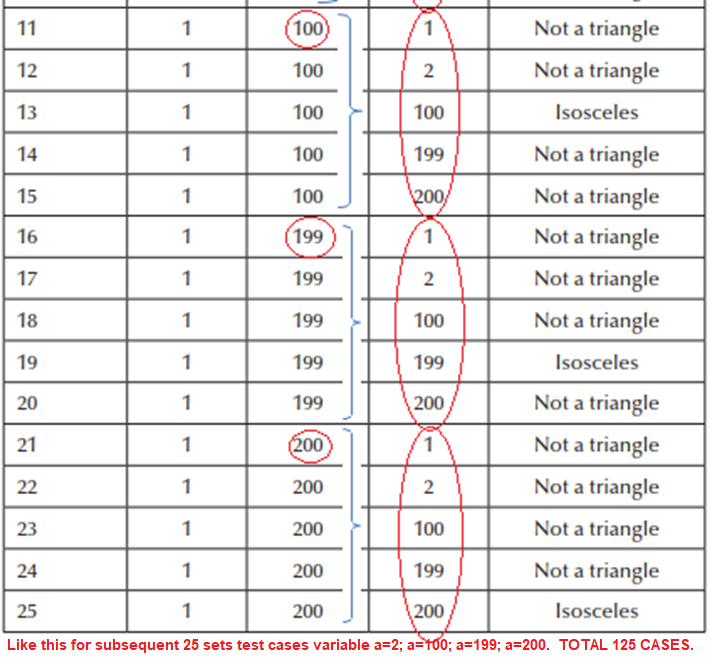 11 1 100 1 Not a triangle
12 1 100 2 Not a triangle
13 1 100 100 Isosceles
14 1 100 199 Not a triangle
15 1 100 200 Not a triangle
16 1 199 1 Not a triangle
17 1 199 2 Not a triangle
18 1 199 100 Not a triangle
19 1 199 199 Isosceles
20 1 199 200 Not a triangle
21 1 200 1 Not a triangle
22 1 200 2 Not a triangle
23 1 200 100 Not a triangle
24 1 200 199 Not a triangle
25 1 200 200 Isosceles
Like this for subsequent 25 sets test cases variable a=2; a=100; a=199; a=200. TOTAL 125 CASES.